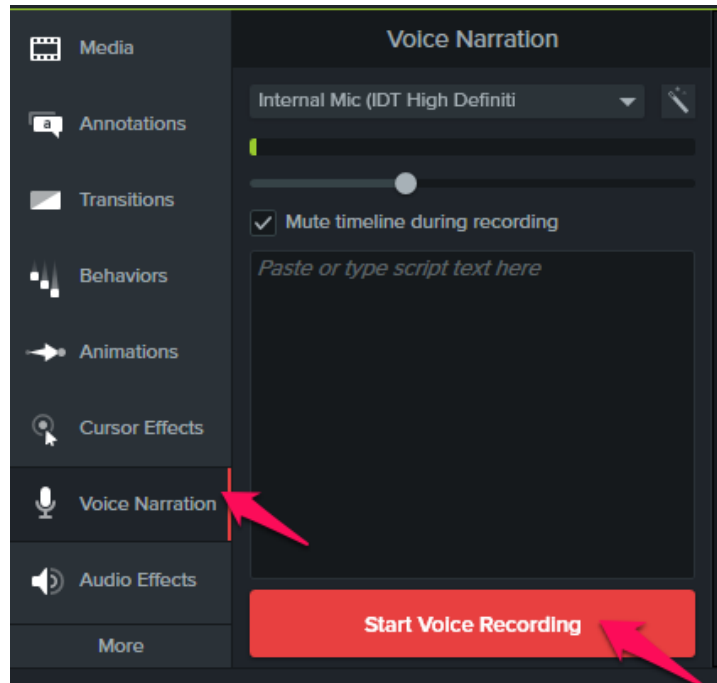 Media
Annotations
Transitions
Behaviors
Animations
Cursor Effects
Voice Narration
Audio Effects
More
Voice Narration
Internal Mic (IDT High Definiti
Mute timeline during recording
Paste or type script text here
Start Voice Recording